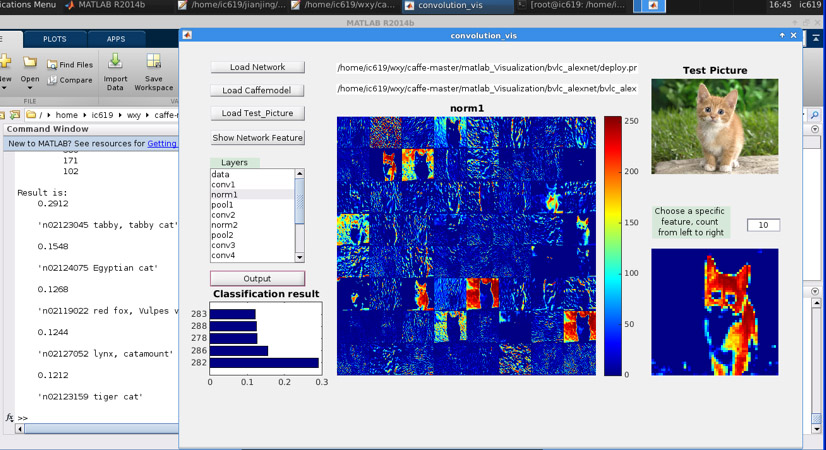 ications Menu
MATLAB R2014b
/home/ic619/jianjing/...
/home/ic619/wxy/ca...
convolution_vis
[root@ic619: /home/i...
16:45
ic619
MATLAB R2014b
PLOTS
APPS
New
Open
Find Files
Compare
Import Data
Save Workspace
FILE
home
ic619
wxy
Command Window
New to MATLAB? See resources for Getting
171
102
Result is:
0.2912
'n02123045 tabby, tabby cat'
0.1548
'n02124075 Egyptian cat'
0.1268
'n02119022 red fox, Vulpes v
0.1244
'n02127052 lynx, catamount'
0.1212
'n02123159 tiger cat'
fx >>
convolution_vis
Load Network
/home/ic619/wxy/caffe-master/matlab_Visualization/bvlc_alexnet/deploy.pr
Load Caffemodel
/home/ic619/wxy/caffe-master/matlab_Visualization/bvlc_alexnet/bvlc_alex
Load Test_Picture
Show Network Feature
Layers
data
conv1
norm1
pool1
conv2
norm2
pool2
conv3
conv4
Output
Classification result
283
288
278
286
282
0 0.1 0.2 0.3
norm1
250
200
150
100
50
0
Test Picture
Choose a specific
feature, count
from left to right
10